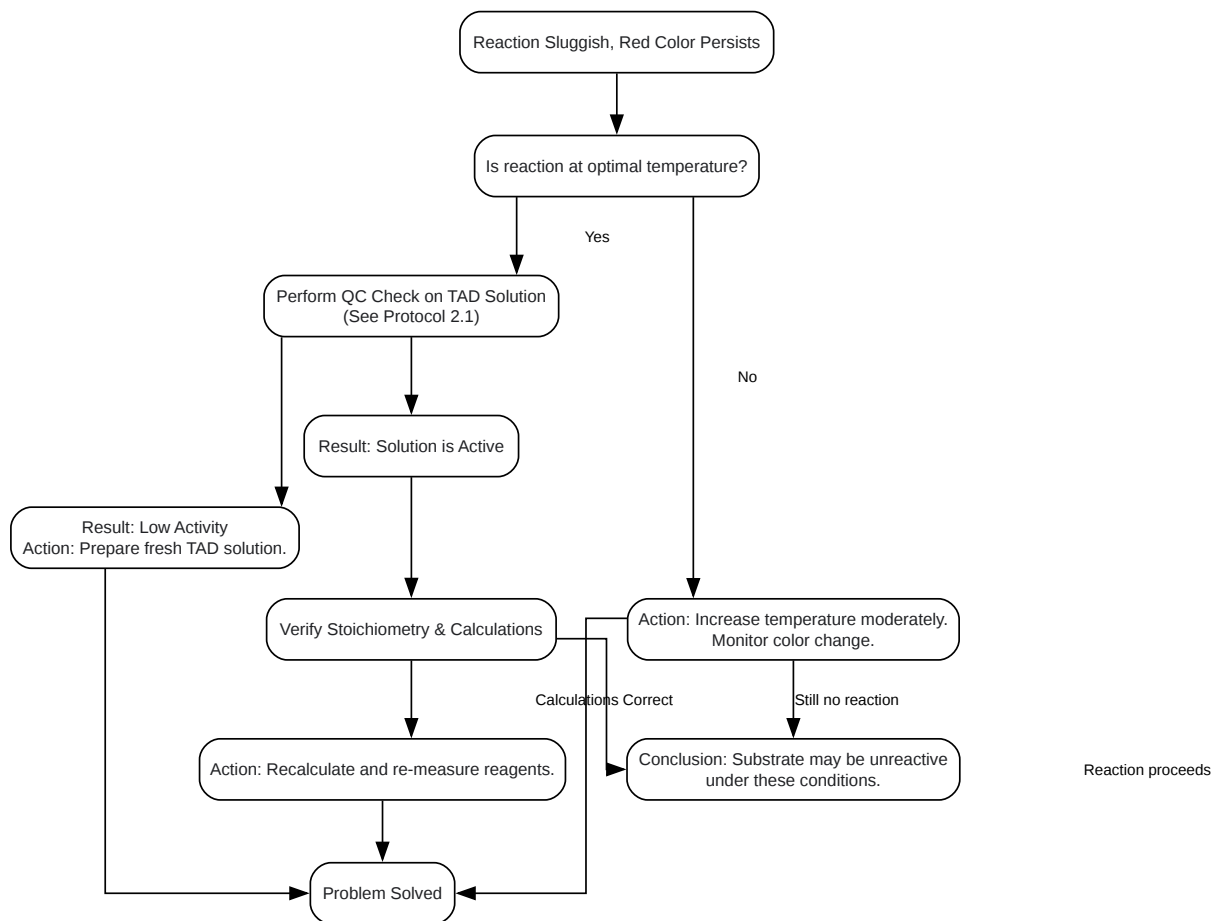 Reaction Sluggish, Red Color Persists
Is reaction at optimal temperature?
Yes
Perform QC Check on TAD Solution
(See Protocol 2.1)
No
Result: Solution is Active
Result: Low Activity
Action: Prepare fresh TAD solution.
Verify Stoichiometry & Calculations
Action: Increase temperature moderately.
Monitor color change.
Calculations Correct
Still no reaction
Action: Recalculate and re-measure reagents.
Conclusion: Substrate may be unreactive
under these conditions.
Reaction proceeds
Problem Solved